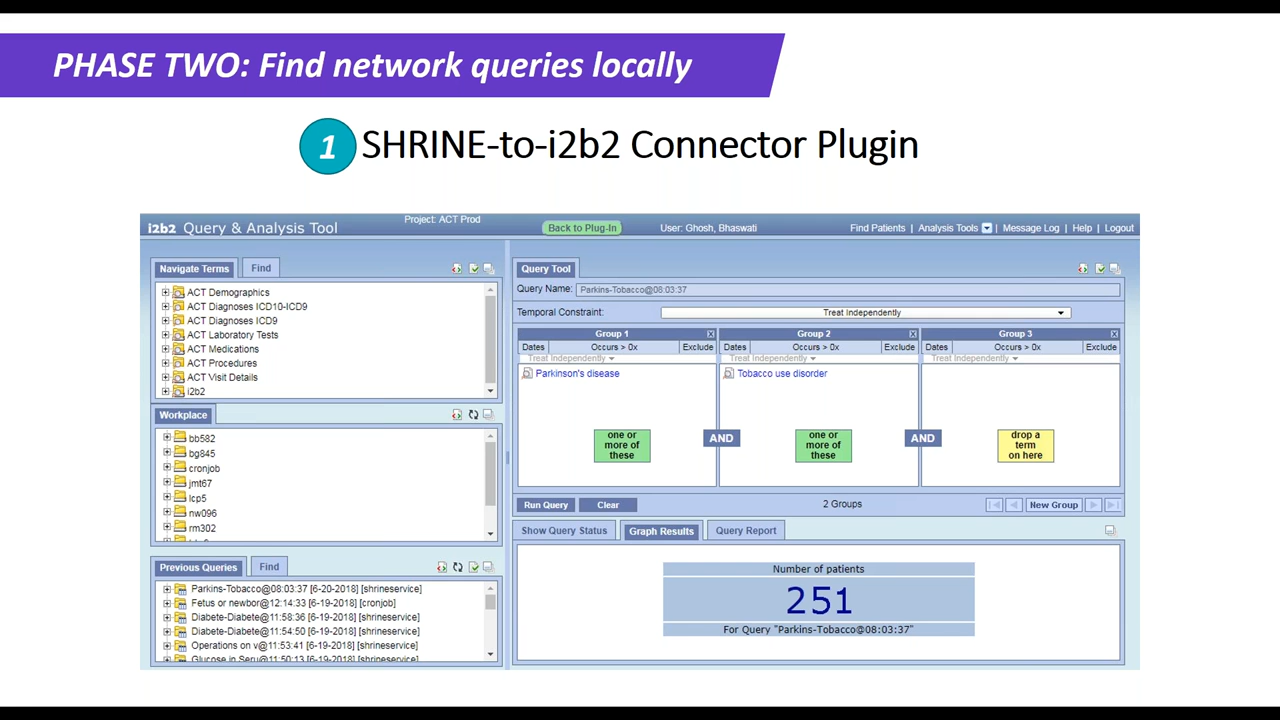 PHASE TWO: Find network queries locally
1 SHRINE-to-i2b2 Connector Plugin
i2b2 Query & Analysis Tool
Project: ACT Prod
Back to Plug-In
User: Ghosh, Bhaswati
Find Patients | Analysis Tools | Message Log | Help | Logout
Navigate Terms Find
ACT Demographics
ACT Diagnoses ICD10-ICD9
ACT Diagnoses ICD9
ACT Laboratory Tests
ACT Medications
ACT Procedures
ACT Visit Details
i2b2
Workplace
bb582
bg845
cronjob
jmt67
lcp5
nw096
rm302
Previous Queries Find
Parkins-Tobacco@08:03:37 [6-20-2018] [shrineservice]
Fetus or newbor@12:14:33 [6-19-2018] [cronjob]
Diabete-Diabete@11:58:36 [6-19-2018] [shrineservice]
Diabete-Diabete@11:54:50 [6-19-2018] [shrineservice]
Operations on v@11:53:41 [6-19-2018] [shrineservice]
Glucose in Seru@11:50:13 [6-19-2018] [shrineservice]
Query Tool
Query Name: Parkins-Tobacco@08:03:37
Temporal Constraint: Treat Independently
Group 1 Group 2 Group 3
Dates Occurs > 0x Exclude Dates Occurs > 0x Exclude Dates Occurs > 0x Exclude
Treat Independently Treat Independently Treat Independently
Parkinson's disease Tobacco use disorder
one or more of these AND one or more of these AND drop a term on here
Run Query Clear 2 Groups New Group
Show Query Status Graph Results Query Report
Number of patients
251
For Query "Parkins-Tobacco@08:03:37"